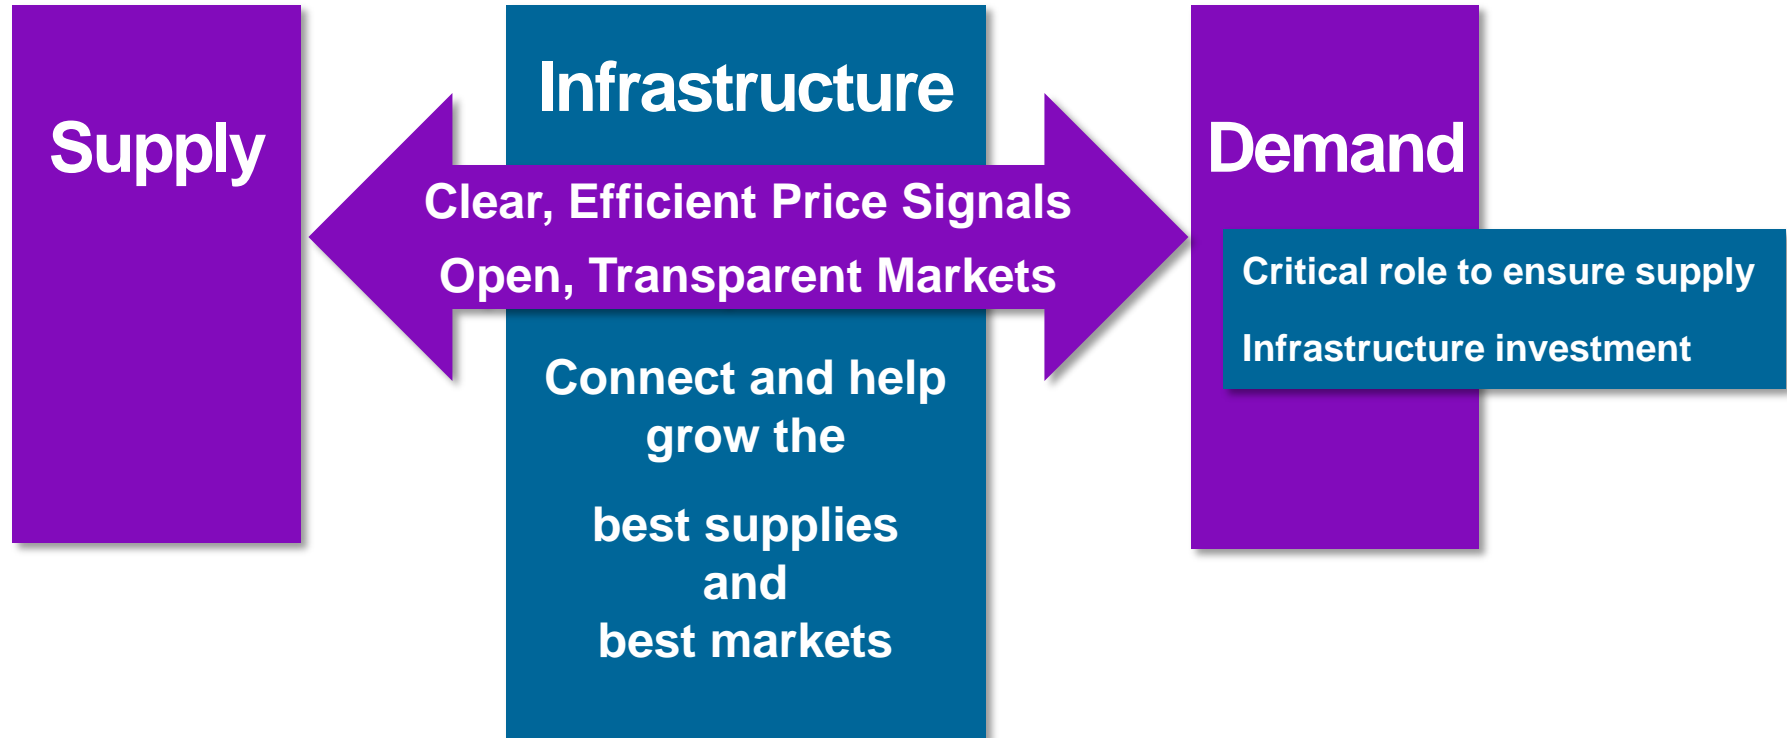 Supply
Infrastructure
Clear, Efficient Price Signals
Open, Transparent Markets
Connect and help
grow the
best supplies
and
best markets
Demand
Critical role to ensure supply
Infrastructure investment